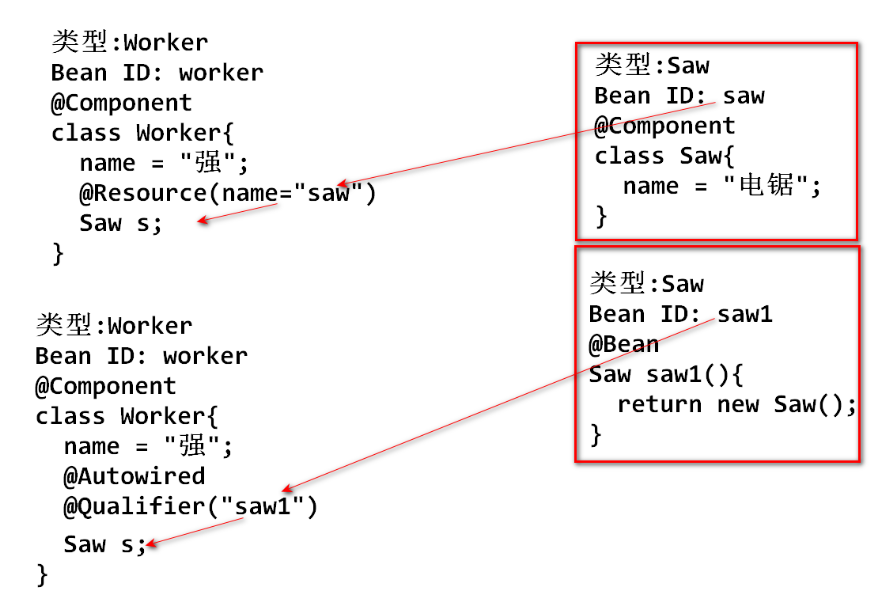 类型:Worker
Bean ID: worker
@Component
class Worker{
name = "强";
@Resource(name="saw")
Saw s;
}
类型:Saw
Bean ID: saw
@Component
class Saw{
name = "电锯";
}
类型:Worker
Bean ID: worker
@Component
class Worker{
name = "强";
@Autowired
@Qualifier("saw1")
Saw s;
}
类型:Saw
Bean ID: saw1
@Bean
Saw saw1(){
return new Saw();
}